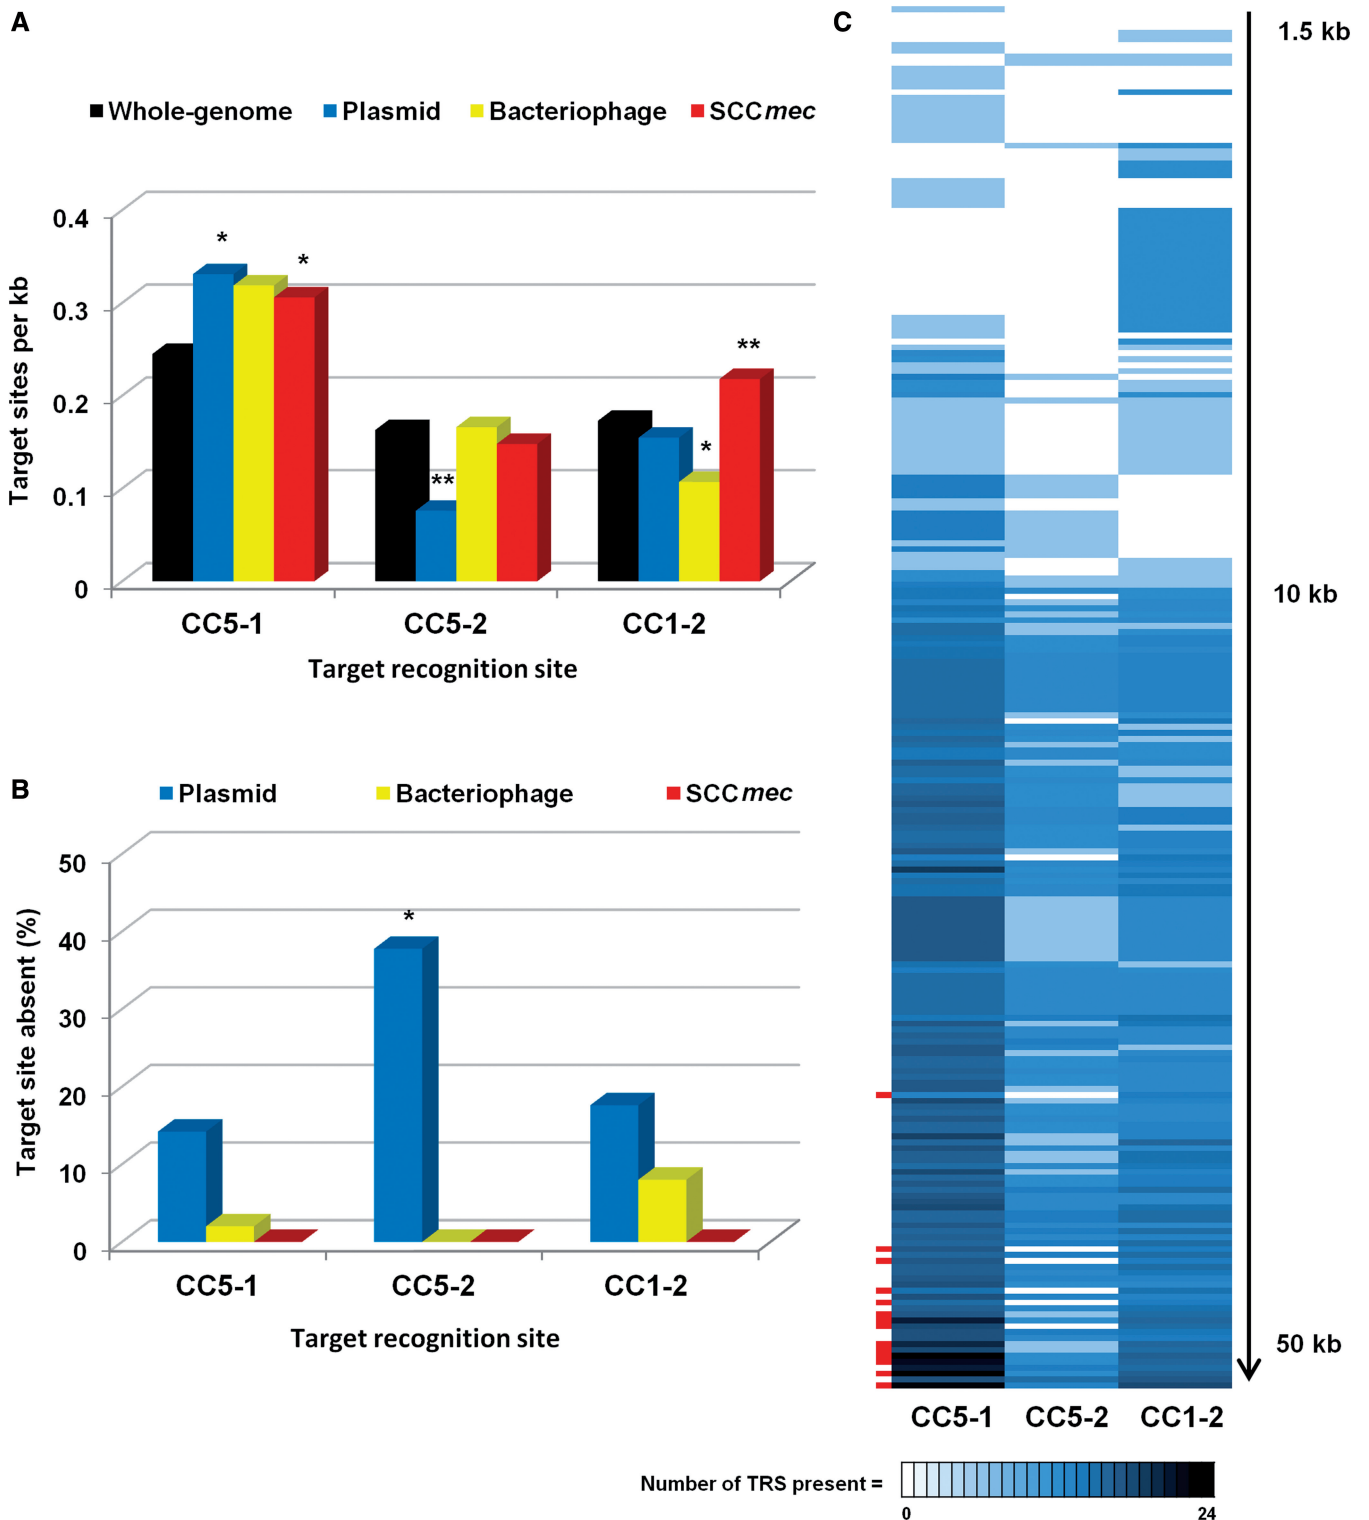 A
Whole-genome Plasmid Bacteriophage SCCmec
Target sites per kb
0.4
0.3
0.2
0.1
0
* * ** * **
CC5-1 CC5-2 CC1-2
Target recognition site
B
Plasmid Bacteriophage SCCmec
Target site absent (%)
50
40
30
20
10
0
*
CC5-1 CC5-2 CC1-2
Target recognition site
C
1.5 kb
10 kb
50 kb
CC5-1 CC5-2 CC1-2
Number of TRS present =
0 24